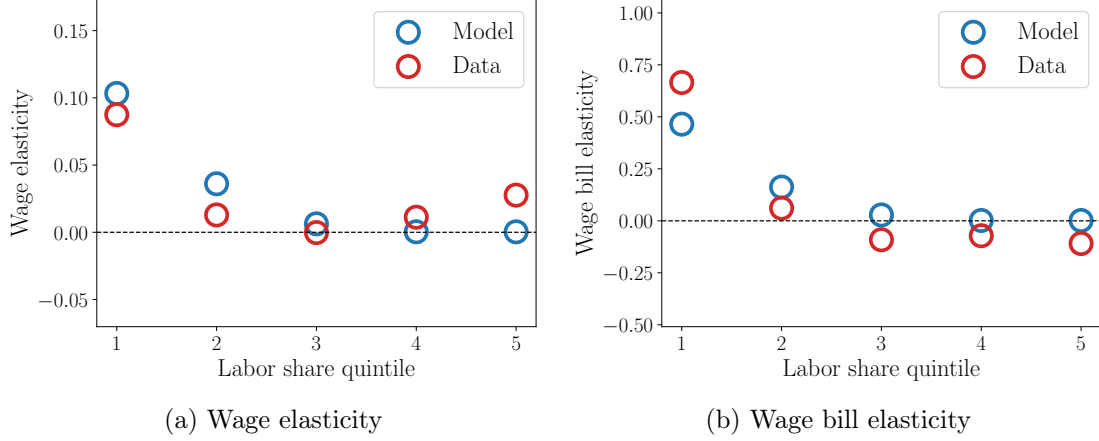 0.15
0.10
0.05
0.00
−0.05
Wage elasticity
Model
Data
1 2 3 4 5
Labor share quintile
(a) Wage elasticity
1.00
0.75
0.50
0.25
0.00
−0.25
−0.50
Wage bill elasticity
Model
Data
1 2 3 4 5
Labor share quintile
(b) Wage bill elasticity